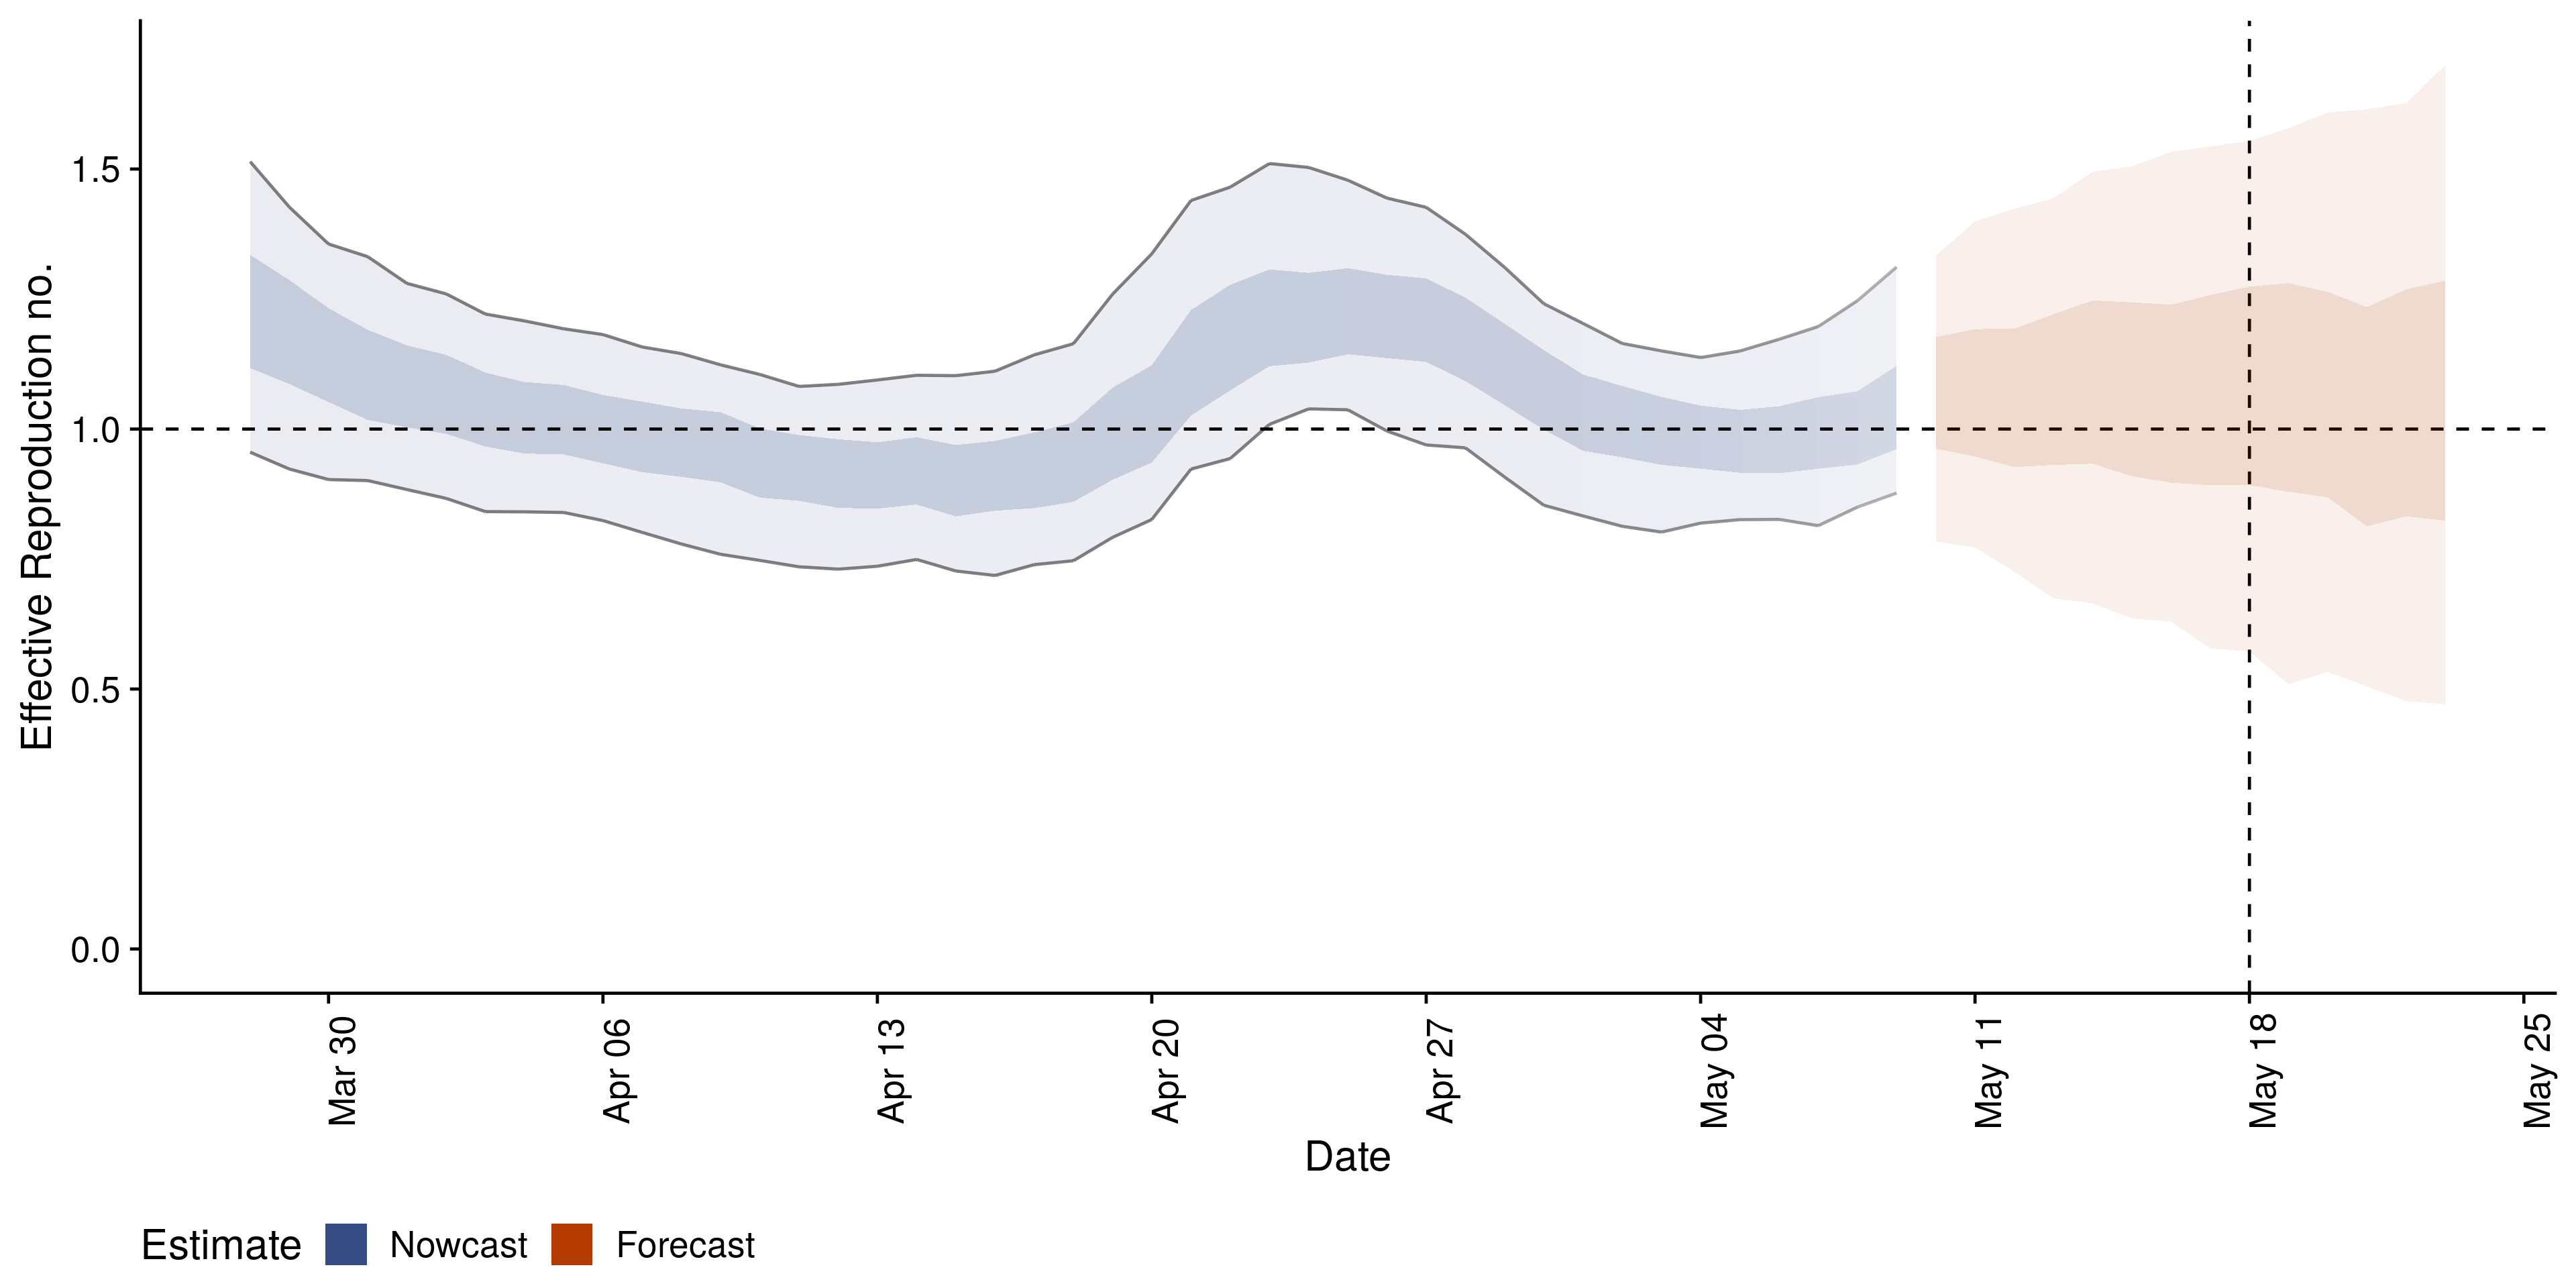 Effective Reproduction no.
1.5
1.0
0.5
0.0
Mar 30
Apr 06
Apr 13
Apr 20
Apr 27
May 04
May 11
May 18
May 25
Date
Estimate Nowcast Forecast